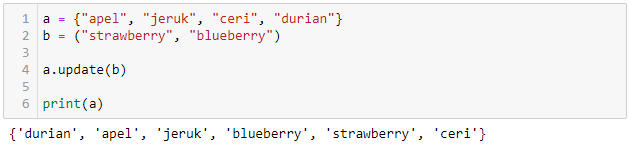 1 a = {"apel", "jeruk", "ceri", "durian"}
2 b = ("strawberry", "blueberry")
3
4 a.update(b)
5
6 print(a)
{'durian', 'apel', 'jeruk', 'blueberry', 'strawberry', 'ceri'}